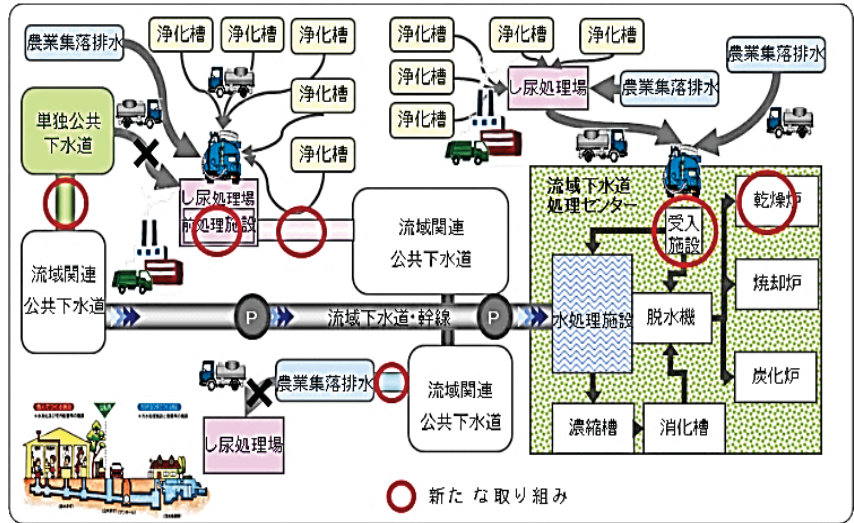 農業集落排水
浄化槽
浄化槽
浄化槽
浄化槽
浄化槽
単独公共
下水道
し尿処理場
前処理施設
流域関連
公共下水道
流域関連
公共下水道
浄化槽
浄化槽
浄化槽
浄化槽
浄化槽
し尿処理場
農業集落排水
農業集落排水
流域下水道
処理センター
受入
施設
乾燥炉
焼却炉
炭化炉
水処理施設
脱水機
濃縮槽
消化槽
P
流域下水道・幹線
P
農業集落排水
し尿処理場
流域関連
公共下水道
新たな取り組み